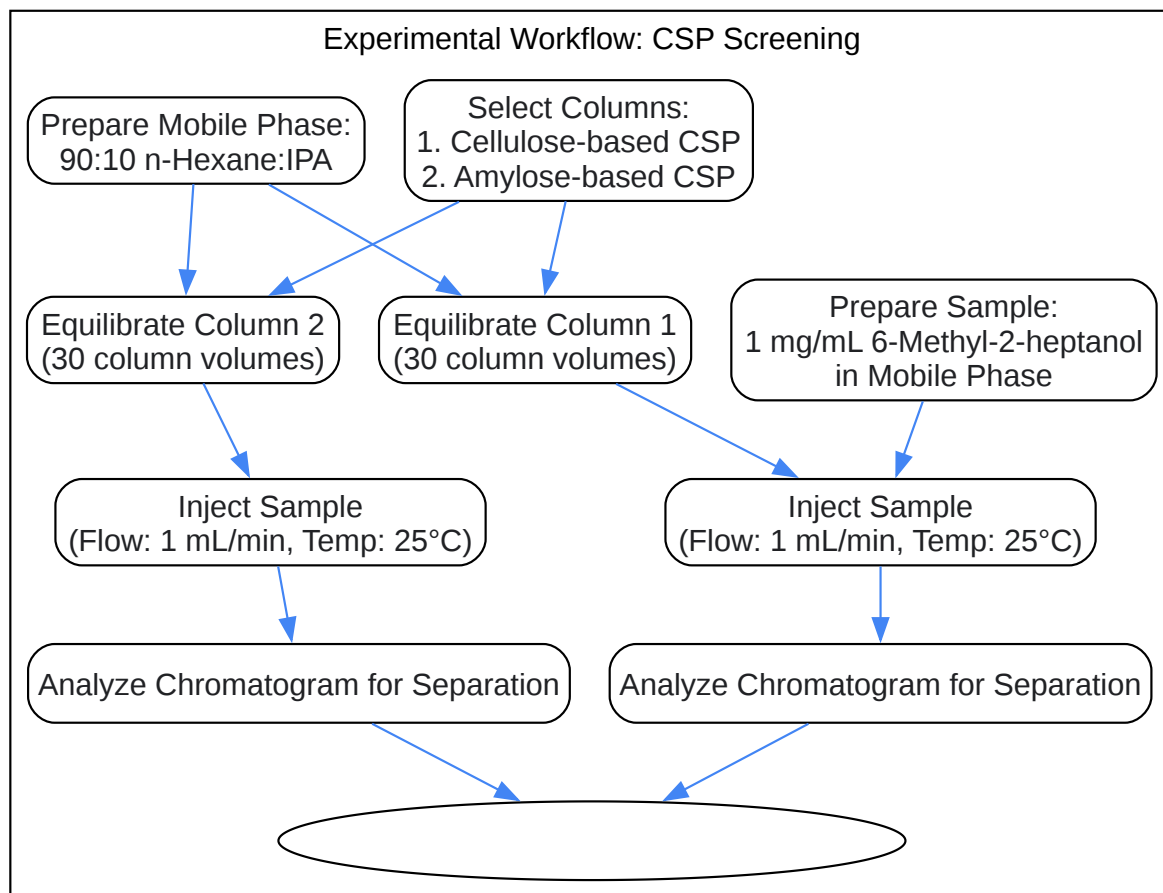 Experimental Workflow: CSP Screening
Prepare Mobile Phase:
90:10 n-Hexane:IPA
Select Columns:
1. Cellulose-based CSP
2. Amylose-based CSP
Equilibrate Column 2
(30 column volumes)
Equilibrate Column 1
(30 column volumes)
Prepare Sample:
1 mg/mL 6-Methyl-2-heptanol
in Mobile Phase
Inject Sample
(Flow: 1 mL/min, Temp: 25°C)
Inject Sample
(Flow: 1 mL/min, Temp: 25°C)
Analyze Chromatogram for Separation
Analyze Chromatogram for Separation